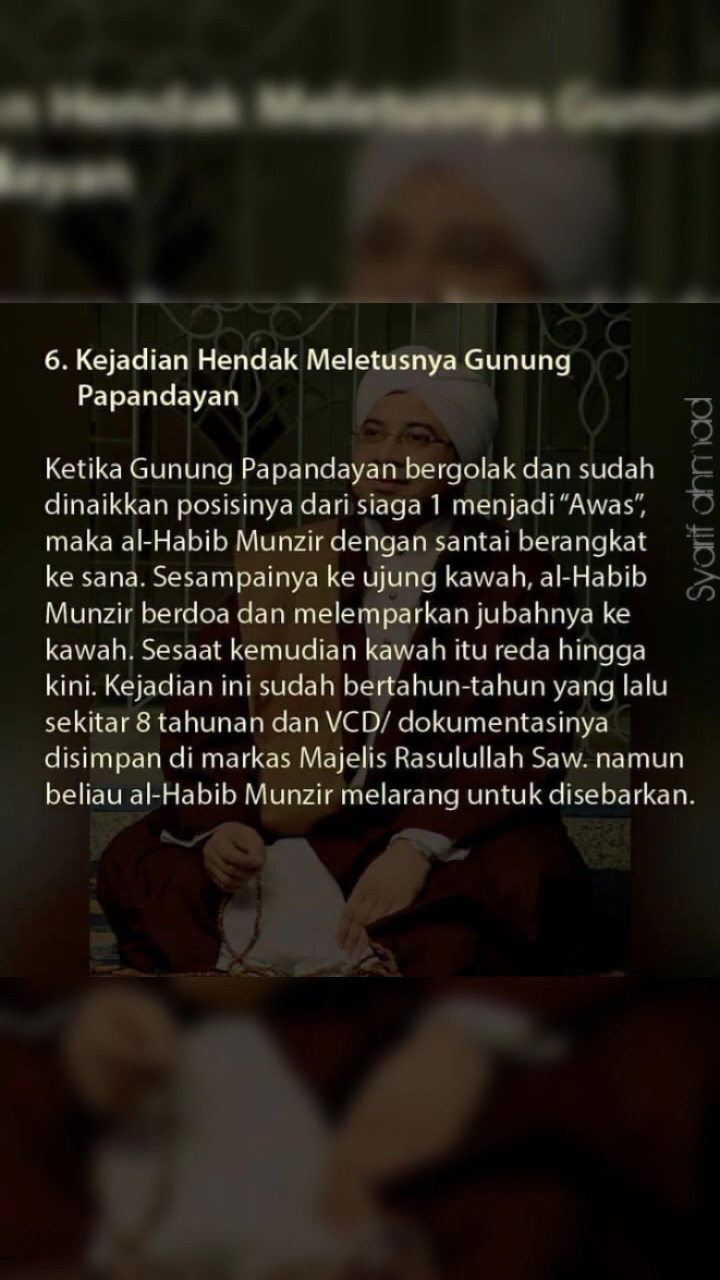 6. Kejadian Hendak Meletusnya Gunung
Papandayan
Ketika Gunung Papandayan bergolak dan sudah
dinaikkan posisinya dari siaga 1 menjadi “Awas”,
maka al-Habib Munzir dengan santai berangkat
ke sana. Sesampainya ke ujung kawah, al-Habib
Munzir berdoa dan melemparkan jubahnya ke
kawah. Sesaat kemudian kawah itu reda hingga
kini. Kejadian ini sudah bertahun-tahun yang lalu
sekitar 8 tahunan dan VCD/ dokumentasinya
disimpan di markas Majelis Rasulullah Saw. namun
beliau al-Habib Munzir melarang untuk disebarkan.
Syarif ahmad